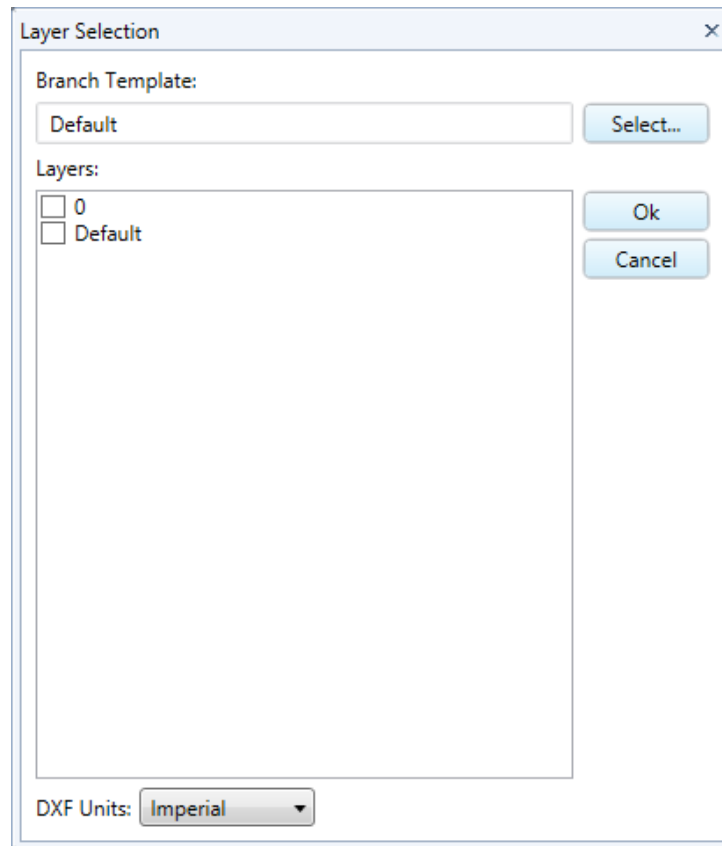 Layer Selection
Branch Template:
Default
Select...
Layers:
0
Default
Ok
Cancel
DXF Units: Imperial